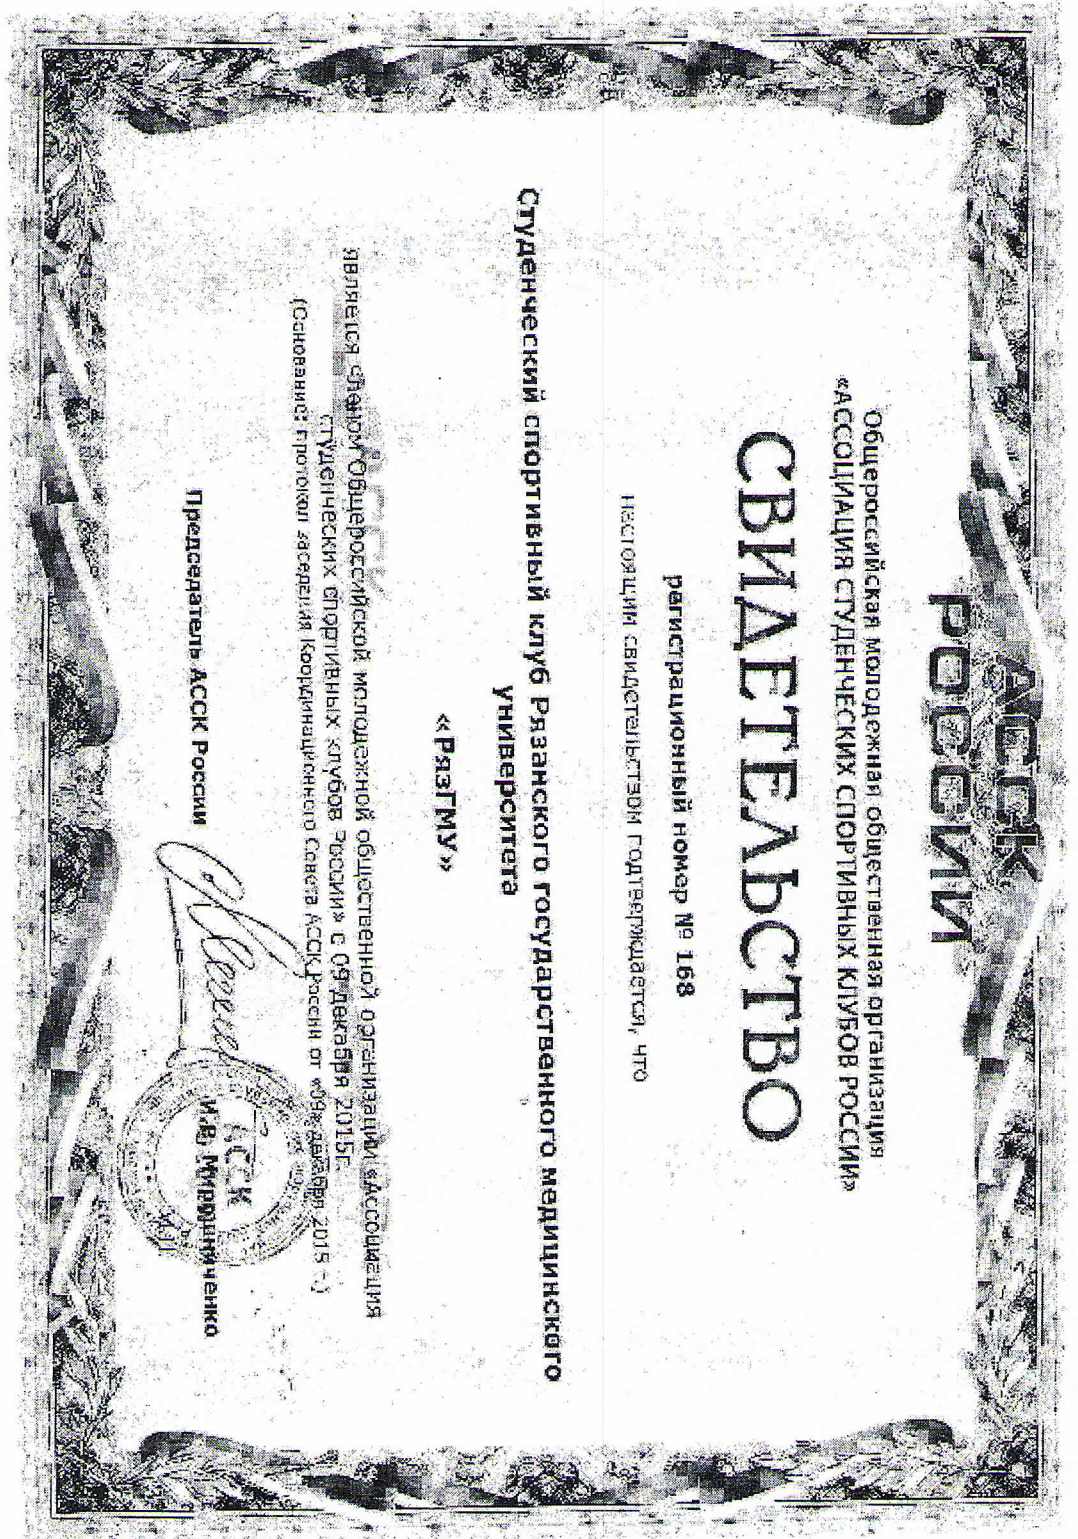 АССК
РОССИИ
Общероссийская молодежная общественная организация
«АССОЦИАЦИЯ СТУДЕНЧЕСКИХ СПОРТИВНЫХ КЛУБОВ РОССИИ»
СВИДЕТЕЛЬСТВО
регистрационный номер № 168
настоящим свидетельством подтверждается, что
Студенческий спортивный клуб Рязанского государственного медицинского
университета
«РязГМУ»
является членом Общероссийской молодежной общественной организации «Ассоциация
студенческих спортивных клубов России» с 09 декабря 2015г.
(Основание: протокол заседания Координационного Совета АССК России от «09» декабря 2015 г.)
Председатель АССК России
И.В. Мирошниченко
АССК
М.П.